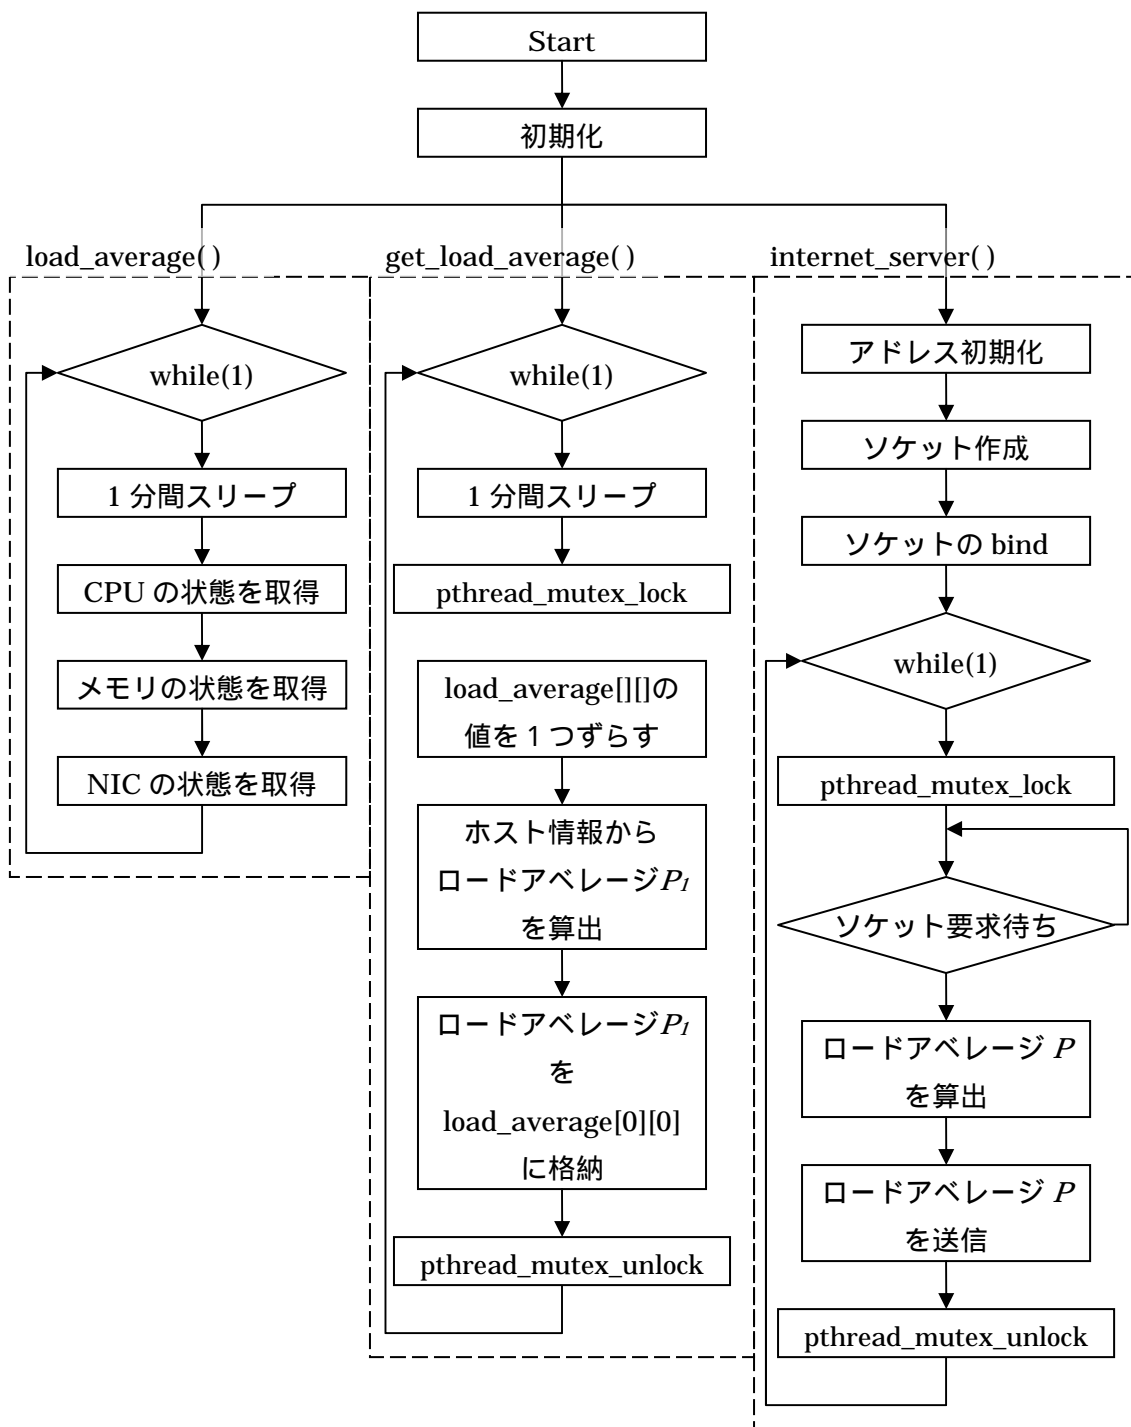 Start
初期化
load_average()
while(1)
1 分間スリープ
CPU の状態を取得
メモリの状態を取得
NIC の状態を取得
get_load_average()
while(1)
1 分間スリープ
pthread_mutex_lock
load_average[][]の
値を 1 つずらす
ホスト情報から
ロードアベレージP1
を算出
ロードアベレージP1
を
load_average[0][0]
に格納
pthread_mutex_unlock
internet_server()
アドレス初期化
ソケット作成
ソケットの bind
while(1)
pthread_mutex_lock
ソケット要求待ち
ロードアベレージ P
を算出
ロードアベレージ P
を送信
pthread_mutex_unlock